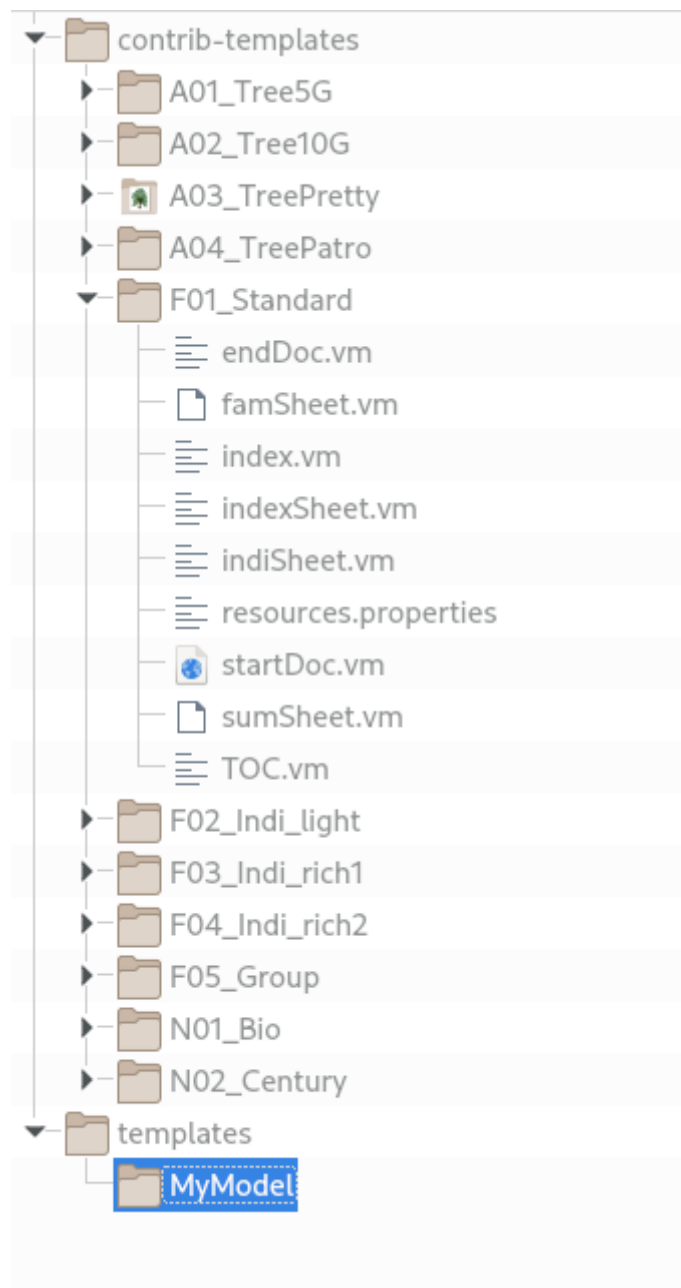 contrib-templates
A01_Tree5G
A02_Tree10G
A03_TreePretty
A04_TreePatro
F01_Standard
endDoc.vm
famSheet.vm
index.vm
indexSheet.vm
indiSheet.vm
resources.properties
startDoc.vm
sumSheet.vm
TOC.vm
F02_Indi_light
F03_Indi_rich1
F04_Indi_rich2
F05_Group
N01_Bio
N02_Century
templates
MyModel